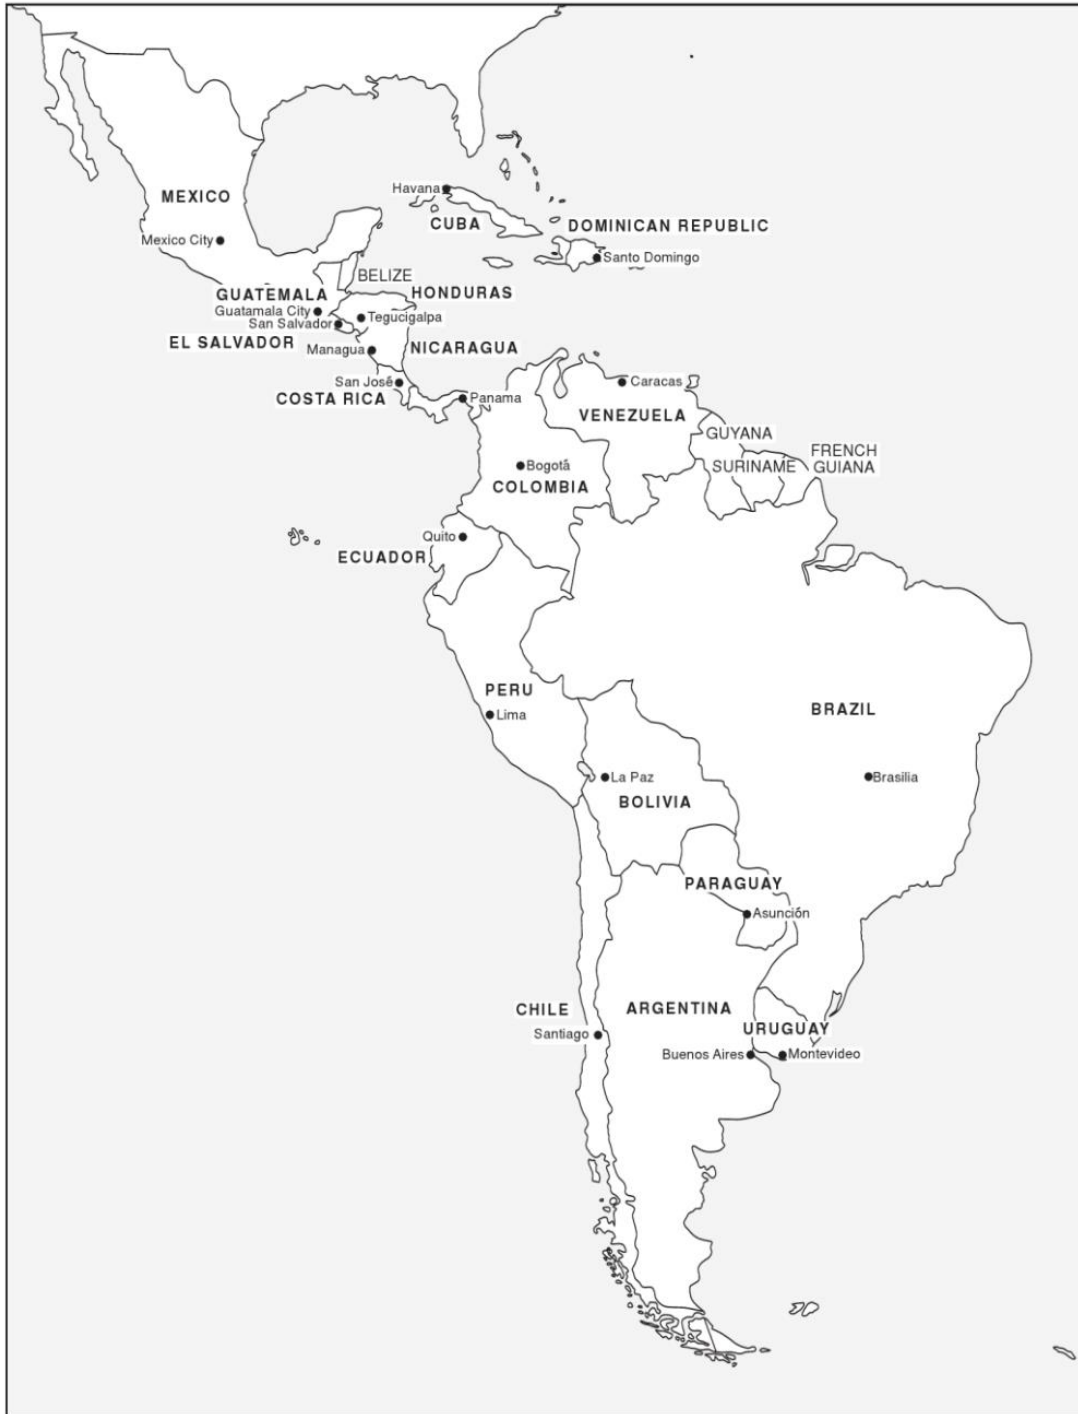 MEXICO
Mexico City
Havana
CUBA
DOMINICAN REPUBLIC
Santo Domingo
BELIZE
GUATEMALA
HONDURAS
Guatamala City
San Salvador
Tegucigalpa
EL SALVADOR
Managua
NICARAGUA
San José
COSTA RICA
Panama
Caracas
VENEZUELA
GUYANA
SURINAME
FRENCH
GUIANA
Bogotá
COLOMBIA
Quito
ECUADOR
PERU
Lima
BRAZIL
Brasilia
La Paz
BOLIVIA
PARAGUAY
Asunción
CHILE
Santiago
ARGENTINA
URUGUAY
Buenos Aires
Montevideo